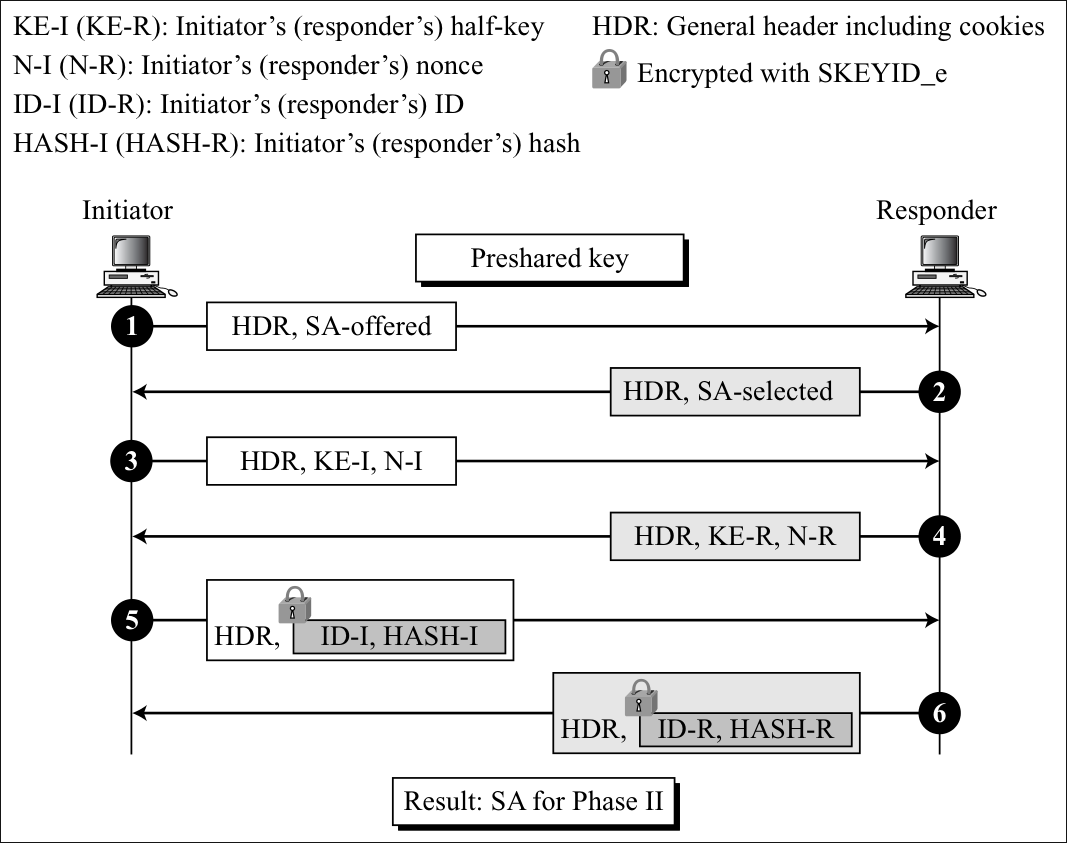 KE-I (KE-R): Initiator’s (responder’s) half-key
N-I (N-R): Initiator’s (responder’s) nonce
ID-I (ID-R): Initiator’s (responder’s) ID
HASH-I (HASH-R): Initiator’s (responder’s) hash
HDR: General header including cookies
Encrypted with SKEYID_e
Initiator
Responder
Preshared key
1 HDR, SA-offered
HDR, SA-selected 2
3 HDR, KE-I, N-I
HDR, KE-R, N-R 4
5 HDR, ID-I, HASH-I
HDR, ID-R, HASH-R 6
Result: SA for Phase II